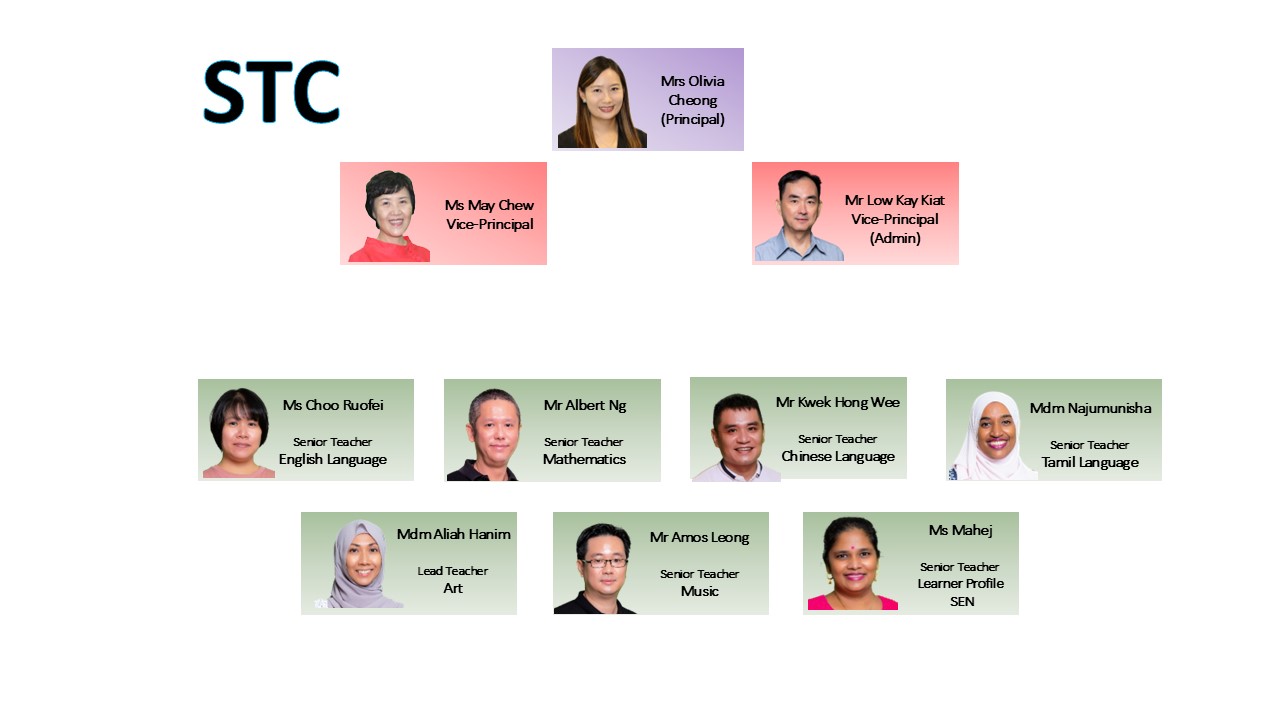 STC
Mrs Olivia
Cheong
(Principal)
Ms May Chew
Vice-Principal
Mr Low Kay Kiat
Vice-Principal
(Admin)
Ms Choo Ruofei
Senior Teacher
English Language
Mr Albert Ng
Senior Teacher
Mathematics
Mr Kwek Hong Wee
Senior Teacher
Chinese Language
Mdm Najumunisha
Senior Teacher
Tamil Language
Mdm Aliah Hanim
Lead Teacher
Art
Mr Amos Leong
Senior Teacher
Music
Ms Mahej
Senior Teacher
Learner Profile
SEN